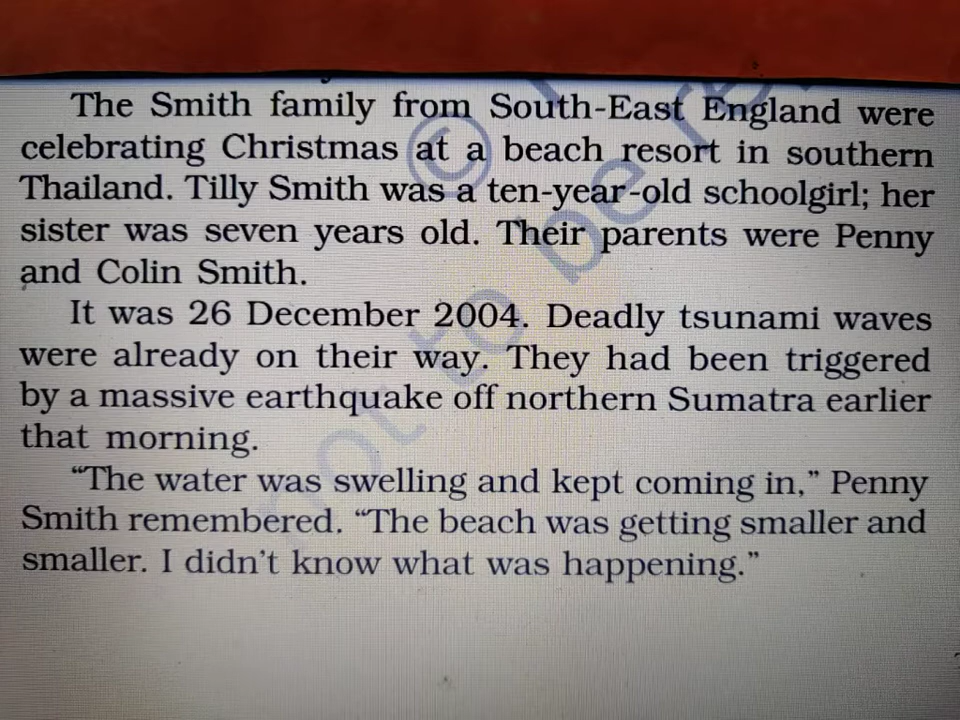 The Smith family from South-East England were
celebrating Christmas at a beach resort in southern
Thailand. Tilly Smith was a ten-year-old schoolgirl; her
sister was seven years old. Their parents were Penny
and Colin Smith.
It was 26 December 2004. Deadly tsunami waves
were already on their way. They had been triggered
by a massive earthquake off northern Sumatra earlier
that morning.
“The water was swelling and kept coming in,” Penny
Smith remembered. “The beach was getting smaller and
smaller. I didn’t know what was happening.”
© not to be re